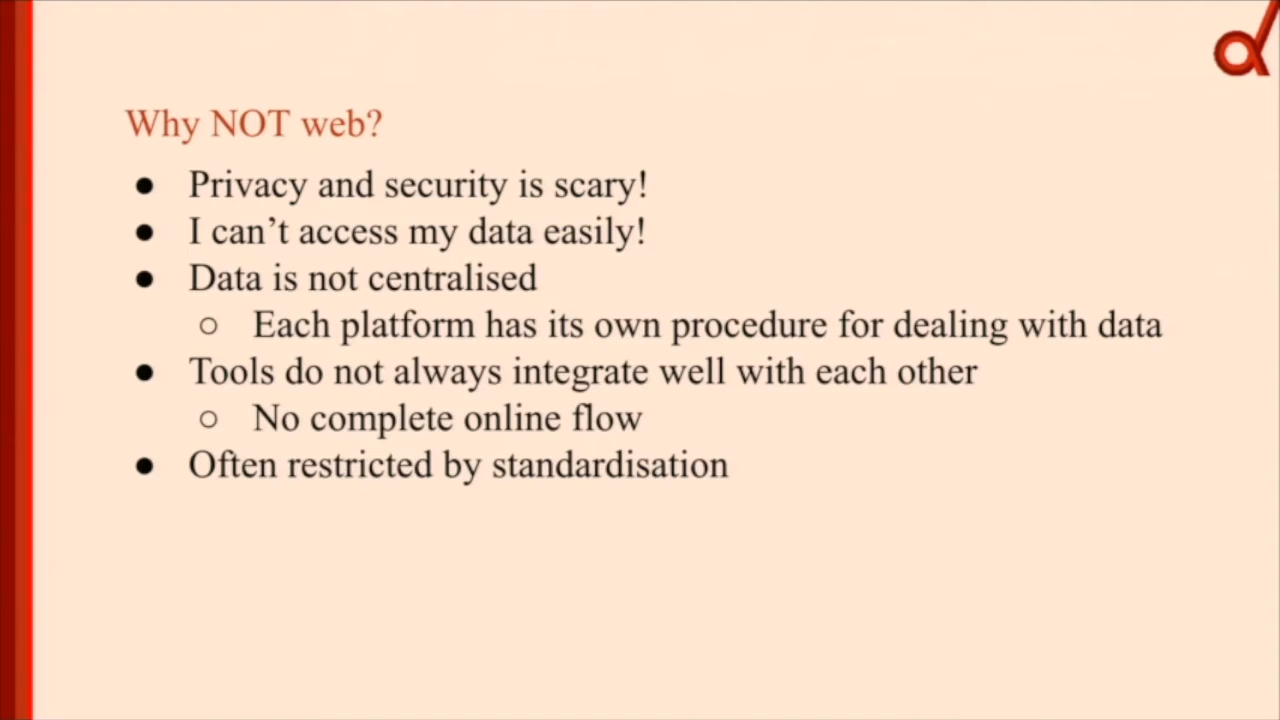 Why NOT web?
● Privacy and security is scary!
● I can’t access my data easily!
● Data is not centralised
○ Each platform has its own procedure for dealing with data
● Tools do not always integrate well with each other
○ No complete online flow
● Often restricted by standardisation